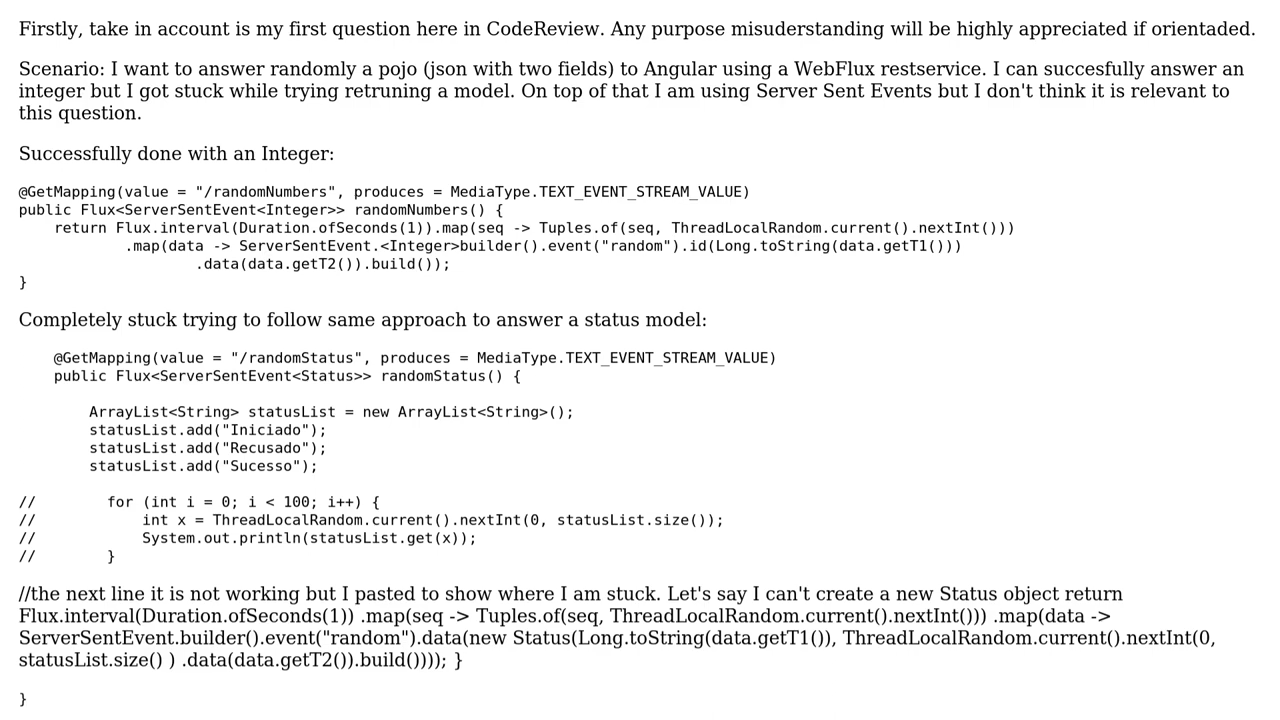 Firstly, take in account is my first question here in CodeReview. Any purpose misuderstanding will be highly appreciated if orientaded.
Scenario: I want to answer randomly a pojo (json with two fields) to Angular using a WebFlux restservice. I can succesfully answer an
integer but I got stuck while trying retruning a model. On top of that I am using Server Sent Events but I don't think it is relevant to
this question.
Successfully done with an Integer:
@GetMapping(value = "/randomNumbers", produces = MediaType.TEXT_EVENT_STREAM_VALUE)
public Flux<ServerSentEvent<Integer>> randomNumbers() {
    return Flux.interval(Duration.ofSeconds(1)).map(seq -> Tuples.of(seq, ThreadLocalRandom.current().nextInt()))
            .map(data -> ServerSentEvent.<Integer>builder().event("random").id(Long.toString(data.getT1()))
                    .data(data.getT2()).build());
}
Completely stuck trying to follow same approach to answer a status model:
    @GetMapping(value = "/randomStatus", produces = MediaType.TEXT_EVENT_STREAM_VALUE)
    public Flux<ServerSentEvent<Status>> randomStatus() {
        ArrayList<String> statusList = new ArrayList<String>();
        statusList.add("Iniciado");
        statusList.add("Recusado");
        statusList.add("Sucesso");
//        for (int i = 0; i < 100; i++) {
//            int x = ThreadLocalRandom.current().nextInt(0, statusList.size());
//            System.out.println(statusList.get(x));
//        }
//the next line it is not working but I pasted to show where I am stuck. Let's say I can't create a new Status object return
Flux.interval(Duration.ofSeconds(1)) .map(seq -> Tuples.of(seq, ThreadLocalRandom.current().nextInt())) .map(data ->
ServerSentEvent.builder().event("random").data(new Status(Long.toString(data.getT1()), ThreadLocalRandom.current().nextInt(0,
statusList.size() ) .data(data.getT2()).build()))); }
}